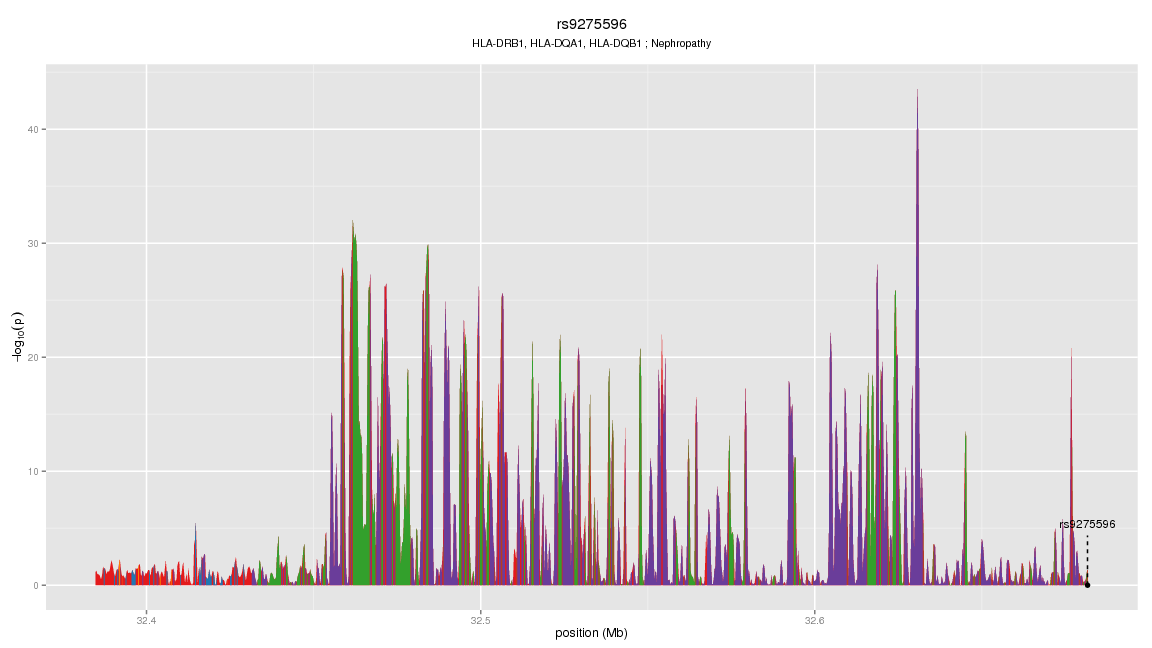 rs9275596
HLA-DRB1, HLA-DQA1, HLA-DQB1 ; Nephropathy
40
30
20
10
0
-log10(p)
rs9275596
32.4
32.5
32.6
position (Mb)